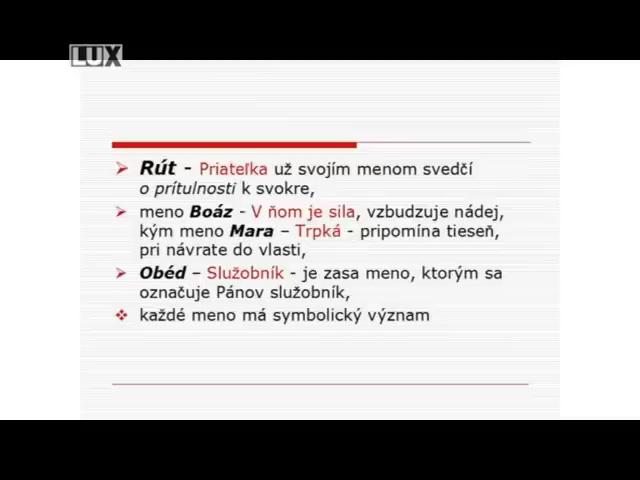 LUX
Rút - Priateľka už svojím menom svedčí
o prítulnosti k svokre,
meno Boáz - V ňom je sila, vzbudzuje nádej,
kým meno Mara – Trpká - pripomína tieseň,
pri návrate do vlasti,
Obéd – Služobník - je zasa meno, ktorým sa
označuje Pánov služobník,
každé meno má symbolický význam